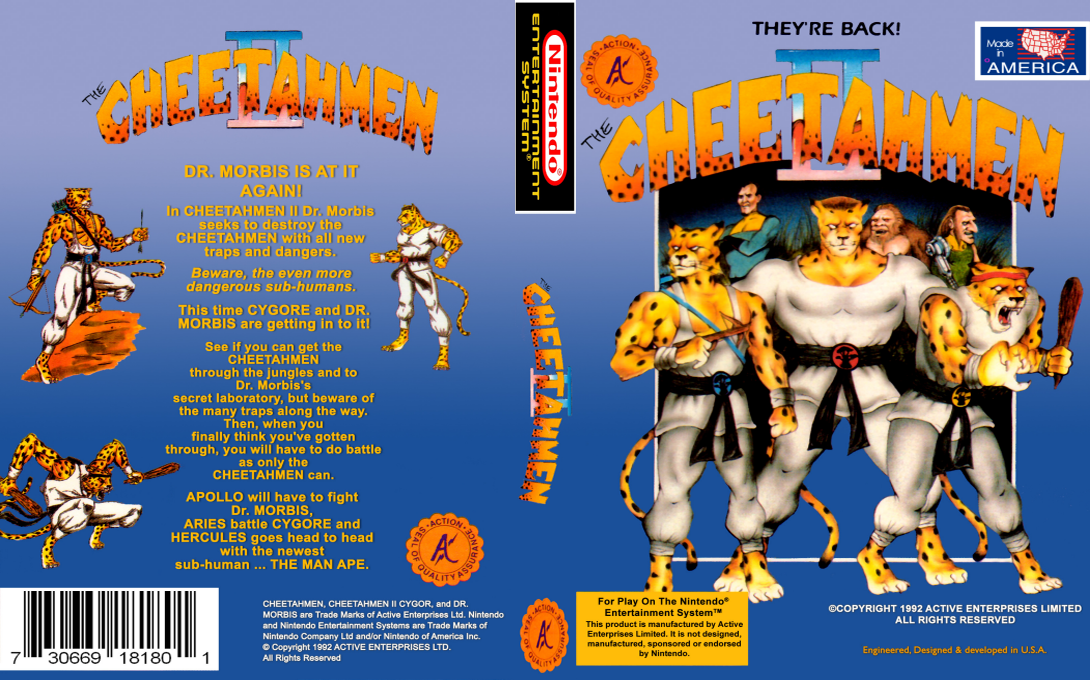 THE
CHEETAHMEN
II
DR. MORBIS IS AT IT
AGAIN!
In CHEETAHMEN II Dr. Morbis
seeks to destroy the
CHEETAHMEN with all new
traps and dangers.
Beware, the even more
dangerous sub-humans.
This time CYGORE and DR.
MORBIS are getting in to it!
See if you can get the
CHEETAHMEN
through the jungles and to
Dr. Morbis's
secret laboratory, but beware of
the many traps along the way.
Then, when you
finally think you've gotten
through, you will have to do battle
as only the
CHEETAHMEN can.
APOLLO will have to fight
Dr. MORBIS,
ARIES battle CYGORE and
HERCULES goes head to head
with the newest
sub-human ... THE MAN APE.
ACTION
SEAL OF QUALITY ASSURANCE
7 30669 18180 1
CHEETAHMEN, CHEETAHMEN II CYGOR, and DR.
MORBIS are Trade Marks of Active Enterprises Ltd. Nintendo
and Nintendo Entertainment Systems are Trade Marks of
Nintendo Company Ltd and/or Nintendo of America Inc.
© Copyright 1992 ACTIVE ENTERPRISES LTD.
All Rights Reserved
Nintendo®
ENTERTAINMENT
SYSTEM®
THE
CHEETAHMEN
II
ACTION
SEAL OF QUALITY ASSURANCE
THEY'RE BACK!
ACTION
SEAL OF QUALITY ASSURANCE
Made
in
AMERICA
THE
CHEETAHMEN
II
For Play On The Nintendo®
Entertainment System™
This product is manufactured by Active
Enterprises Limited. It is not designed,
manufactured, sponsored or endorsed
by Nintendo.
©COPYRIGHT 1992 ACTIVE ENTERPRISES LIMITED
ALL RIGHTS RESERVED
Engineered, Designed & developed in U.S.A.